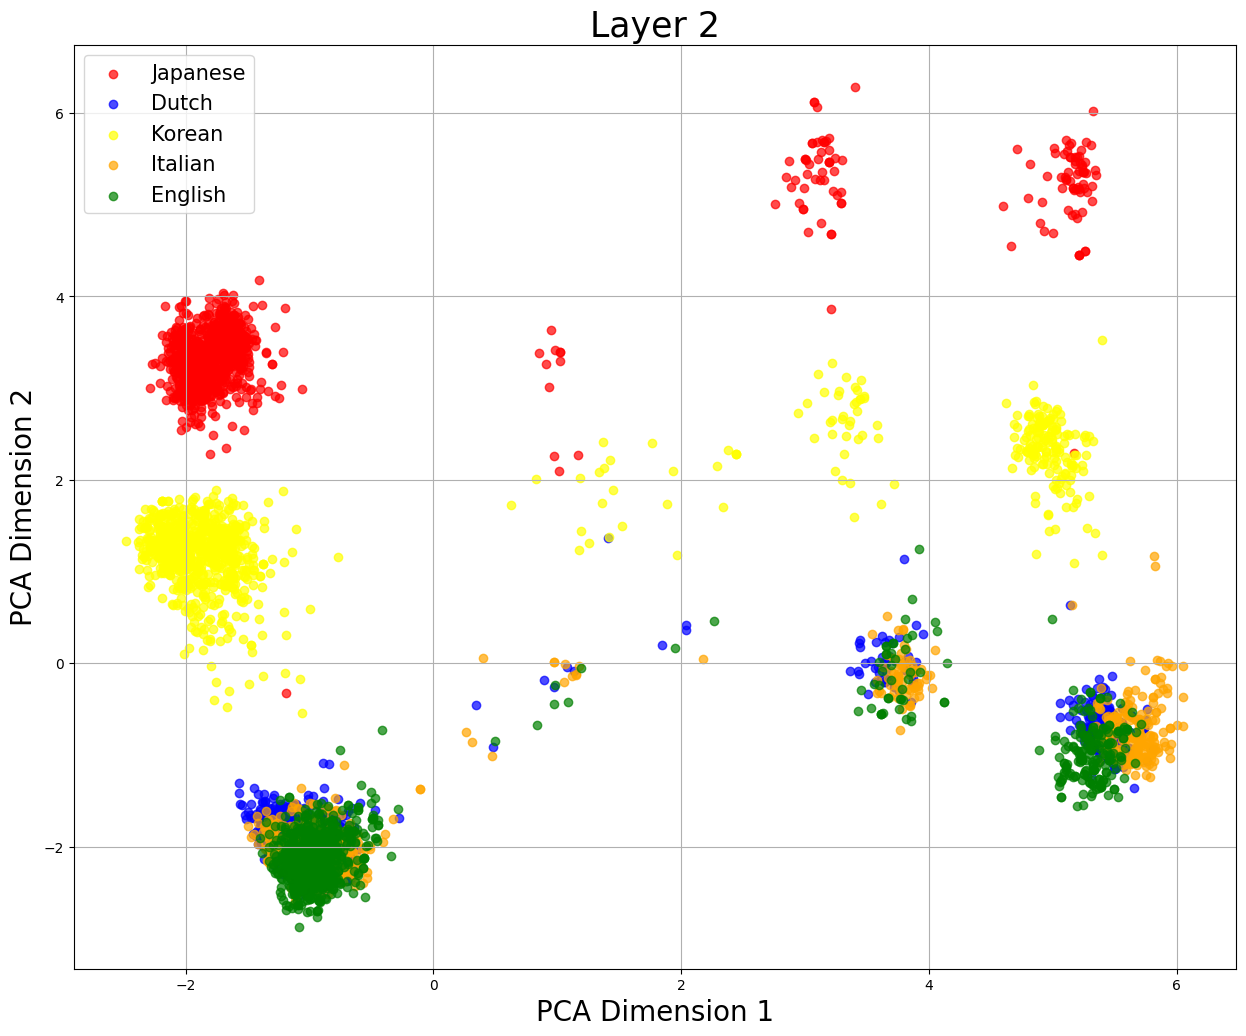 Layer 2
Japanese
Dutch
Korean
Italian
English
6
4
2
0
−2
PCA Dimension 2
−2
0
2
4
6
PCA Dimension 1